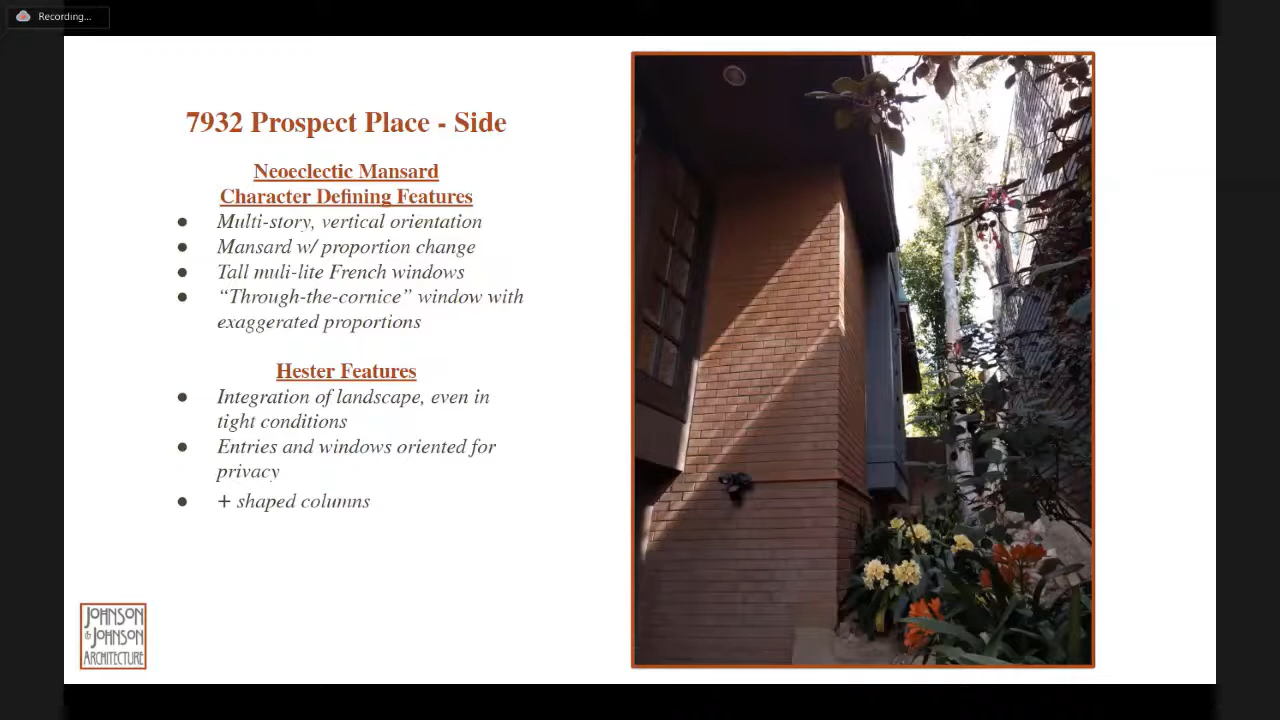 Recording...
7932 Prospect Place - Side
Neoeclectic Mansard
Character Defining Features
● Multi-story, vertical orientation
● Mansard w/ proportion change
● Tall muli-lite French windows
● “Through-the-cornice” window with
exaggerated proportions
Hester Features
● Integration of landscape, even in
tight conditions
● Entries and windows oriented for
privacy
● + shaped columns
JOHNSON
& JOHNSON
ARCHITECTURE